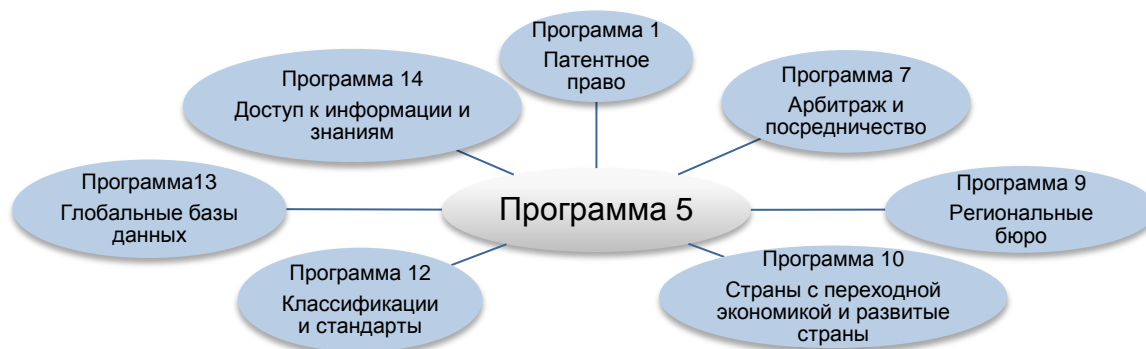 Программа 1
Патентное
право
Программа 14
Доступ к информации и
знаниям
Программа 7
Арбитраж и
посредничество
Программа13
Глобальные базы
данных
Программа 5
Программа 9
Региональные
бюро
Программа 12
Классификации
и стандарты
Программа 10
Страны с переходной
экономикой и развитые
страны